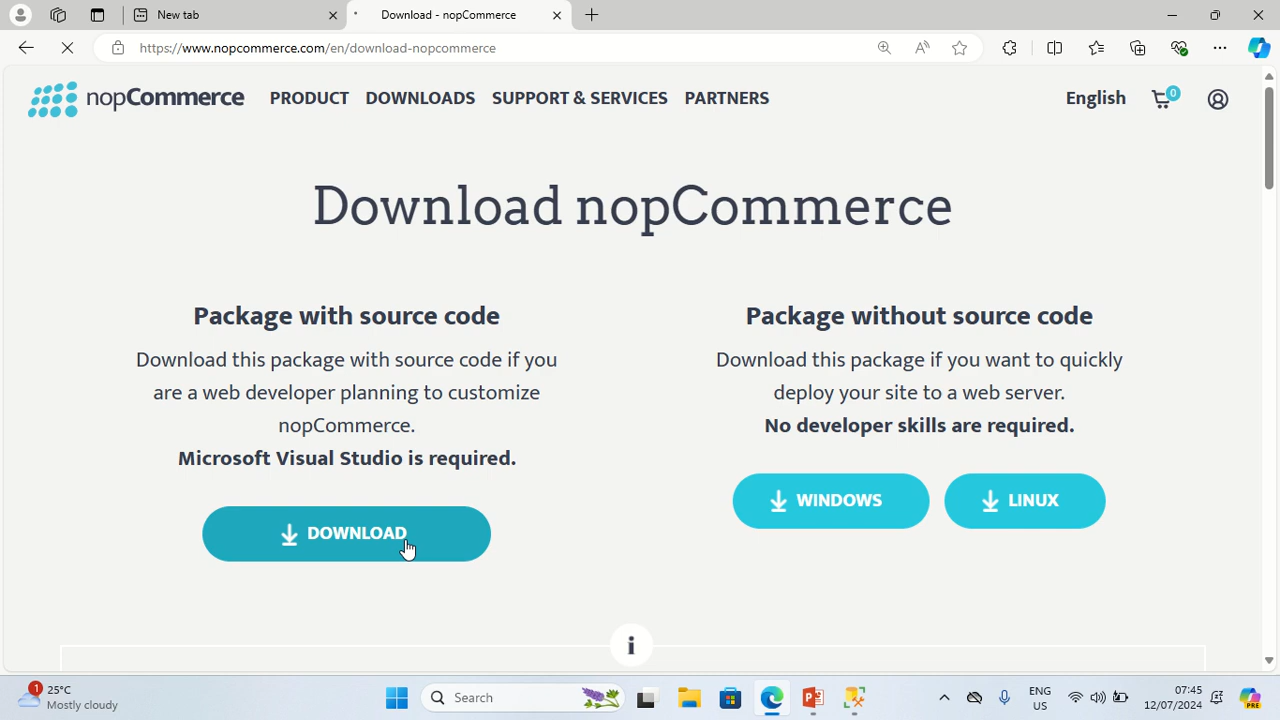 New tab
Download - nopCommerce
https://www.nopcommerce.com/en/download-nopcommerce
nopCommerce
PRODUCT
DOWNLOADS
SUPPORT & SERVICES
PARTNERS
English
0
Download nopCommerce
Package with source code
Download this package with source code if you
are a web developer planning to customize
nopCommerce.
Microsoft Visual Studio is required.
DOWNLOAD
Package without source code
Download this package if you want to quickly
deploy your site to a web server.
No developer skills are required.
WINDOWS
LINUX
i
1
25°C
Mostly cloudy
Search
ENG
US
07:45
12/07/2024
PRE